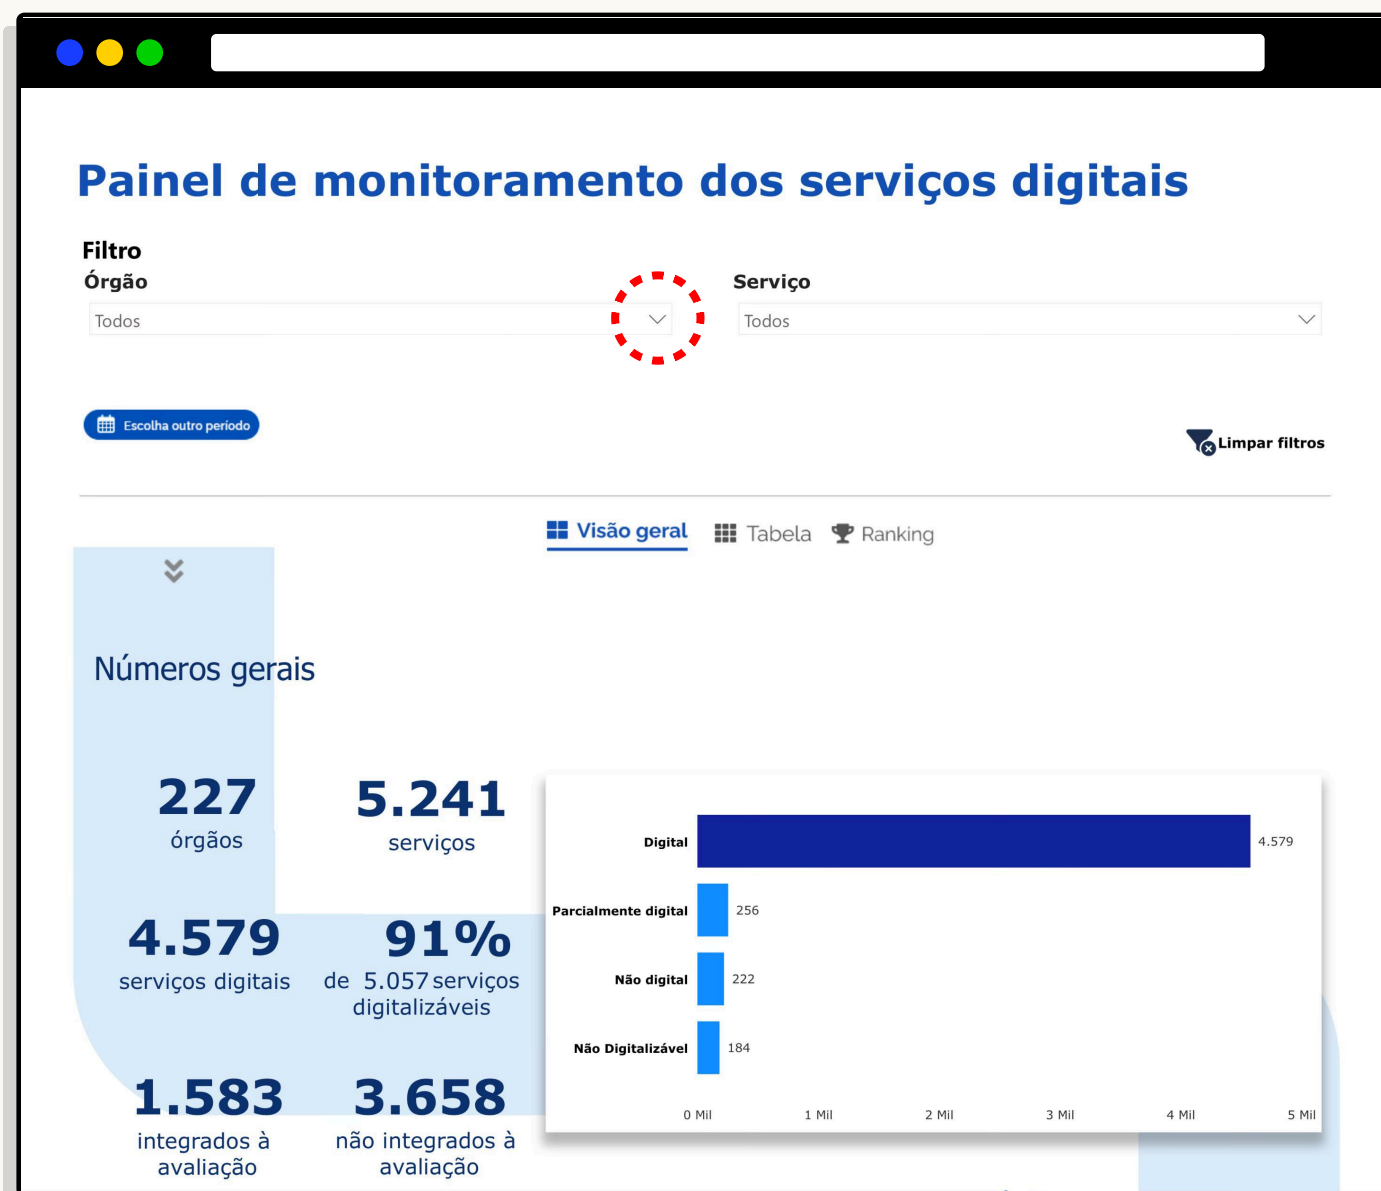 Painel de monitoramento dos serviços digitais
Filtro
Órgão
Serviço
Todos
Todos
Escolha outro período
Limpar filtros
Visão geral
Tabela
Ranking
Números gerais
227
órgãos
5.241
serviços
4.579
serviços digitais
91%
de 5.057 serviços
digitalizáveis
1.583
integrados à
avaliação
3.658
não integrados à
avaliação
Digital
4.579
Parcialmente digital
256
Não digital
222
Não Digitalizável
184
0 Mil
1 Mil
2 Mil
3 Mil
4 Mil
5 Mil